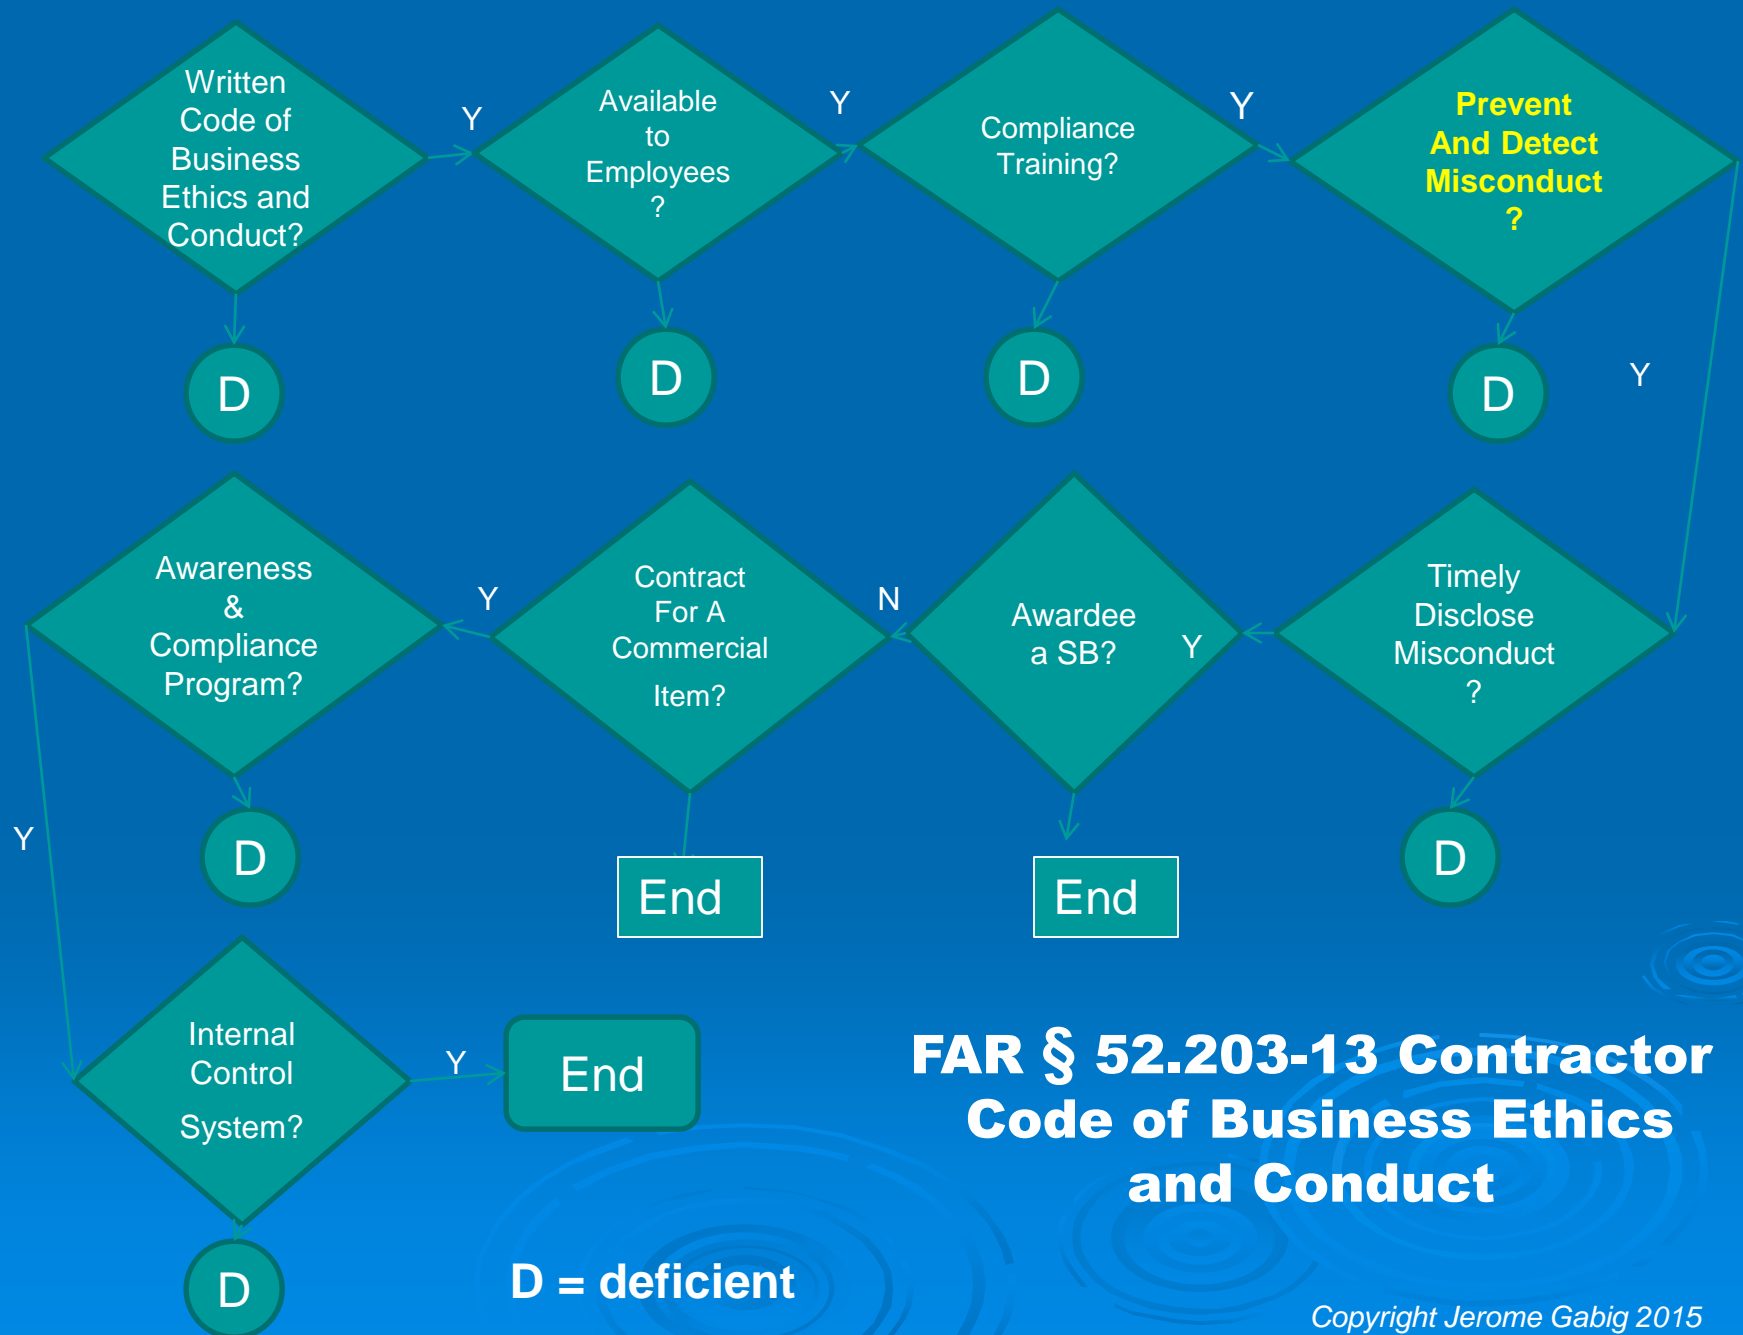 Written
Code of
Business
Ethics and
Conduct?
Y
Available
to
Employees
?
Y
Compliance
Training?
Y
Prevent
And Detect
Misconduct
?
D
D
D
D
Y
Awareness
&
Compliance
Program?
Y
Contract
For A
Commercial
Item?
N
Awardee
a SB?
Y
Timely
Disclose
Misconduct
?
Y
D
End
End
D
Internal
Control
System?
Y
End
FAR § 52.203-13 Contractor
Code of Business Ethics
and Conduct
D
D = deficient
Copyright Jerome Gabig 2015